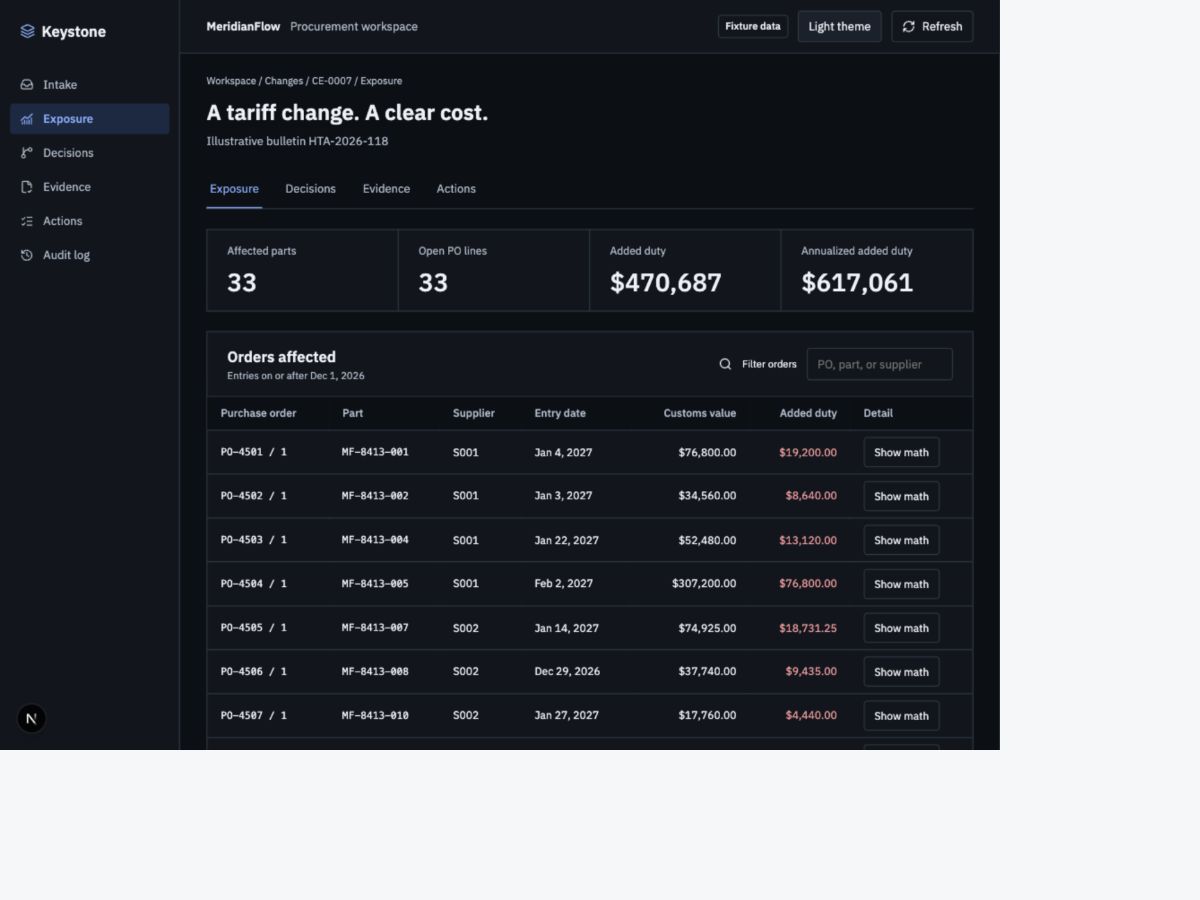 Keystone
MeridianFlow Procurement workspace
Fixture data
Light theme
Refresh
Intake
Exposure
Decisions
Evidence
Actions
Audit log
Workspace / Changes / CE-0007 / Exposure
A tariff change. A clear cost.
Illustrative bulletin HTA-2026-118
Exposure Decisions Evidence Actions
Affected parts
33
Open PO lines
33
Added duty
$470,687
Annualized added duty
$617,061
Orders affected
Entries on or after Dec 1, 2026
Filter orders
PO, part, or supplier
Purchase order Part Supplier Entry date Customs value Added duty Detail
PO-4501 / 1 MF-8413-001 S001 Jan 4, 2027 $76,800.00 $19,200.00 Show math
PO-4502 / 1 MF-8413-002 S001 Jan 3, 2027 $34,560.00 $8,640.00 Show math
PO-4503 / 1 MF-8413-004 S001 Jan 22, 2027 $52,480.00 $13,120.00 Show math
PO-4504 / 1 MF-8413-005 S001 Feb 2, 2027 $307,200.00 $76,800.00 Show math
PO-4505 / 1 MF-8413-007 S002 Jan 14, 2027 $74,925.00 $18,731.25 Show math
PO-4506 / 1 MF-8413-008 S002 Dec 29, 2026 $37,740.00 $9,435.00 Show math
PO-4507 / 1 MF-8413-010 S002 Jan 27, 2027 $17,760.00 $4,440.00 Show math
N